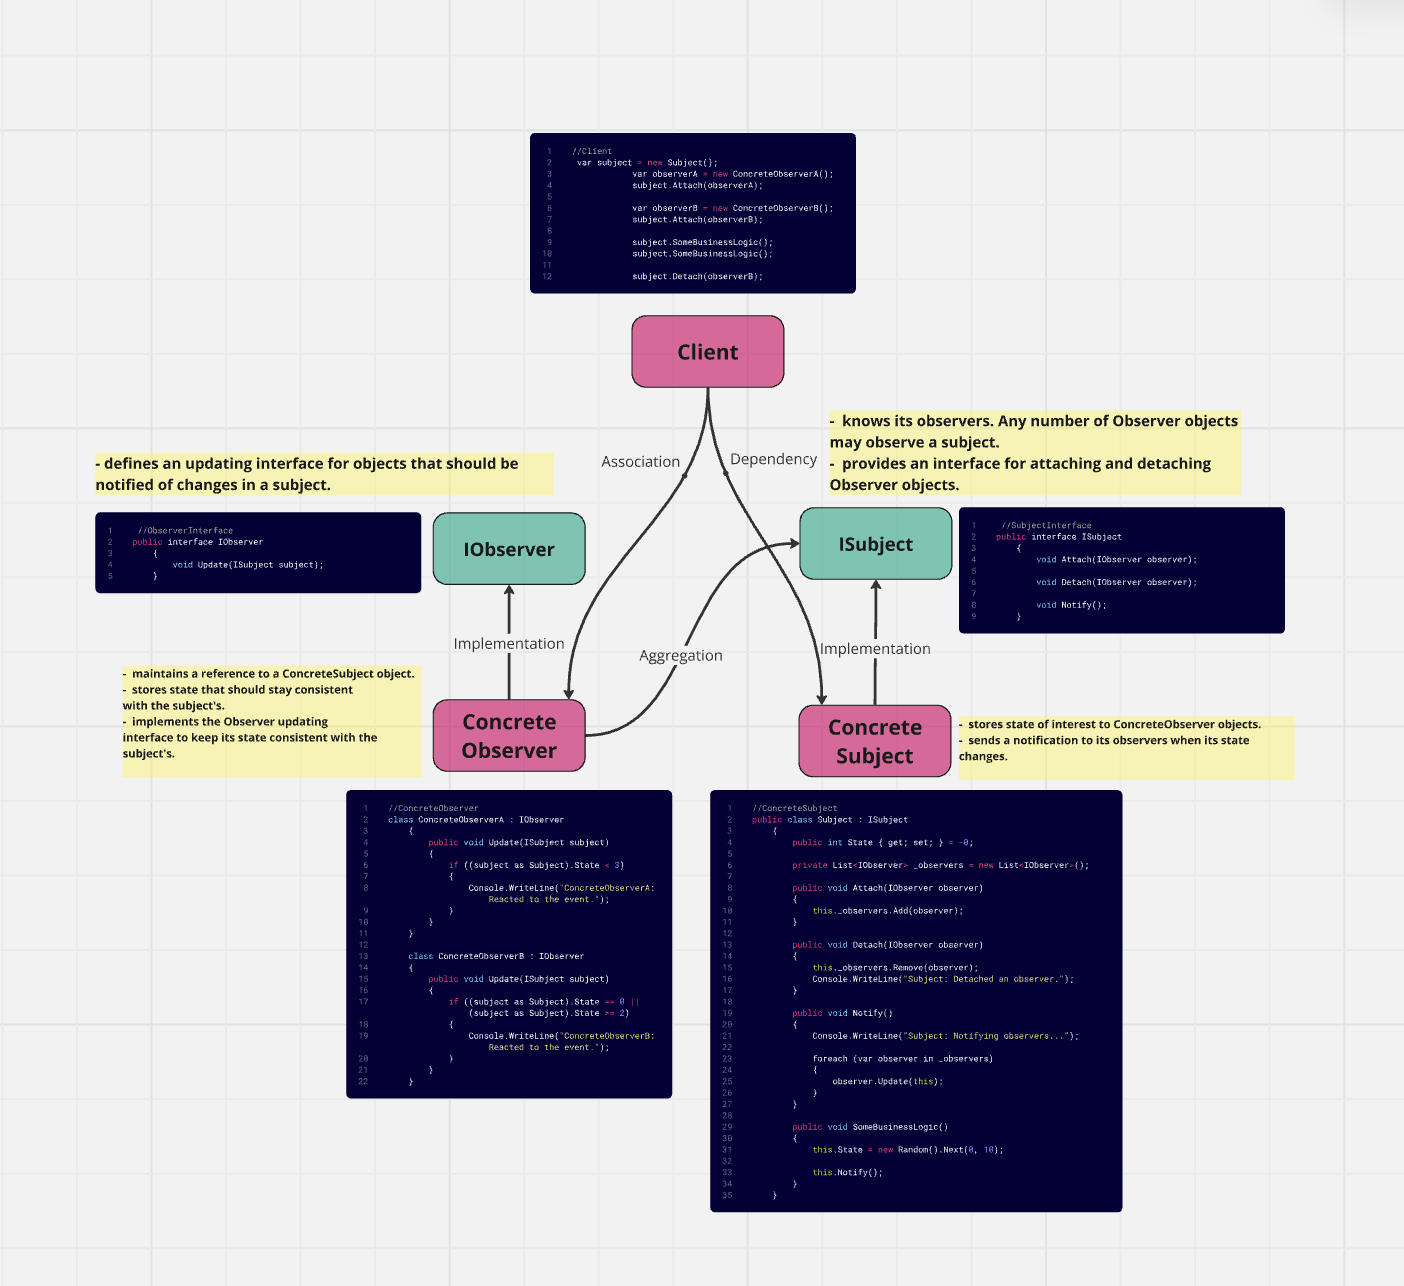 1 //Client
2 var subject = new Subject();
3 var observerA = new ConcreteObserverA();
4 subject.Attach(observerA);
5
6 var observerB = new ConcreteObserverB();
7 subject.Attach(observerB);
8
9 subject.SomeBusinessLogic();
10 subject.SomeBusinessLogic();
11
12 subject.Detach(observerB);
Client
Association
Dependency
- knows its observers. Any number of Observer objects
may observe a subject.
- provides an interface for attaching and detaching
Observer objects.
- defines an updating interface for objects that should be
notified of changes in a subject.
1 //ObserverInterface
2 public interface IObserver
3 {
4 void Update(ISubject subject);
5 }
IObserver
ISubject
1 //SubjectInterface
2 public interface ISubject
3 {
4 void Attach(IObserver observer);
5
6 void Detach(IObserver observer);
7
8 void Notify();
9 }
Implementation
Aggregation
Implementation
- maintains a reference to a ConcreteSubject object.
- stores state that should stay consistent
with the subject's.
- implements the Observer updating
interface to keep its state consistent with the
subject's.
Concrete
Observer
Concrete
Subject
- stores state of interest to ConcreteObserver objects.
- sends a notification to its observers when its state
changes.
1 //ConcreteObserver
2 class ConcreteObserverA : IObserver
3 {
4 public void Update(ISubject subject)
5 {
6 if ((subject as Subject).State < 3)
7 {
8 Console.WriteLine("ConcreteObserverA:
Reacted to the event.");
9 }
10 }
11 }
12
13 class ConcreteObserverB : IObserver
14 {
15 public void Update(ISubject subject)
16 {
17 if ((subject as Subject).State == 0 ||
(subject as Subject).State >= 2)
18 {
19 Console.WriteLine("ConcreteObserverB:
Reacted to the event.");
20 }
21 }
22 }
1 //ConcreteSubject
2 public class Subject : ISubject
3 {
4 public int State { get; set; } = -0;
5
6 private List<IObserver> _observers = new List<IObserver>();
7
8 public void Attach(IObserver observer)
9 {
10 this._observers.Add(observer);
11 }
12
13 public void Detach(IObserver observer)
14 {
15 this._observers.Remove(observer);
16 Console.WriteLine("Subject: Detached an observer.");
17 }
18
19 public void Notify()
20 {
21 Console.WriteLine("Subject: Notifying observers...");
22
23 foreach (var observer in _observers)
24 {
25 observer.Update(this);
26 }
27 }
28
29 public void SomeBusinessLogic()
30 {
31 this.State = new Random().Next(0, 10);
32
33 this.Notify();
34 }
35 }